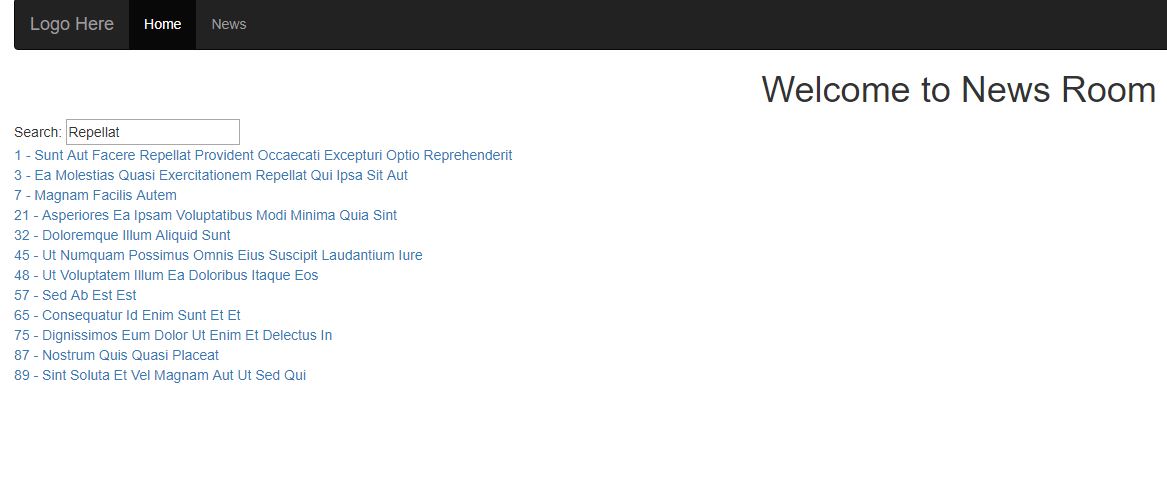 Logo Here Home News
Welcome to News Room
Search: Repellat
1 - Sunt Aut Facere Repellat Provident Occaecati Excepturi Optio Reprehenderit
3 - Ea Molestias Quasi Exercitationem Repellat Qui Ipsa Sit Aut
7 - Magnam Facilis Autem
21 - Asperiores Ea Ipsam Voluptatibus Modi Minima Quia Sint
32 - Doloremque Illum Aliquid Sunt
45 - Ut Numquam Possimus Omnis Eius Suscipit Laudantium Iure
48 - Ut Voluptatem Illum Ea Doloribus Itaque Eos
57 - Sed Ab Est Est
65 - Consequatur Id Enim Sunt Et Et
75 - Dignissimos Eum Dolor Ut Enim Et Delectus In
87 - Nostrum Quis Quasi Placeat
89 - Sint Soluta Et Vel Magnam Aut Ut Sed Qui